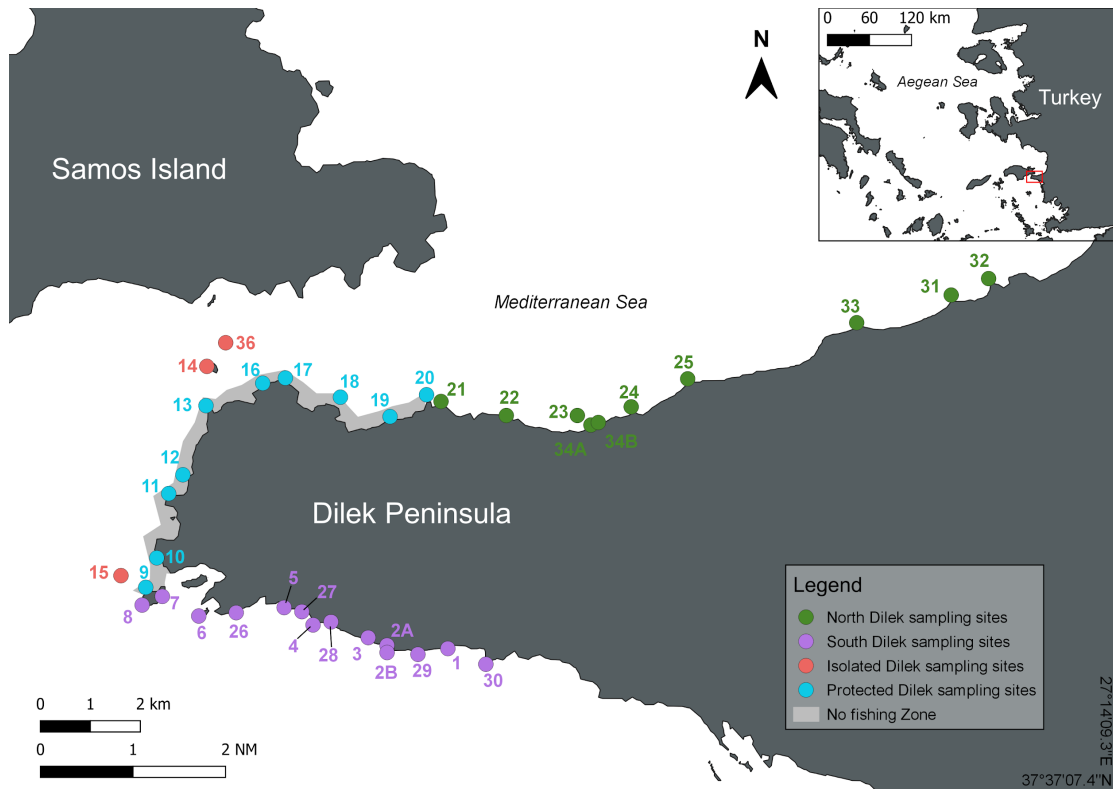 0 60 120 km
N
Aegean Sea
Turkey
Samos Island
Mediterranean Sea
32
31
33
36
14
16
17
18
20
21
25
13
19
22
23
24
34A
34B
12
11
Dilek Peninsula
10
15
9
8
7
5
27
6
26
4
28
3
2A
2B
29
1
30
Legend
North Dilek sampling sites
South Dilek sampling sites
Isolated Dilek sampling sites
Protected Dilek sampling sites
No fishing Zone
0 1 2 km
0 1 2 NM
27°14'09.3"E
37°37'07.4"N